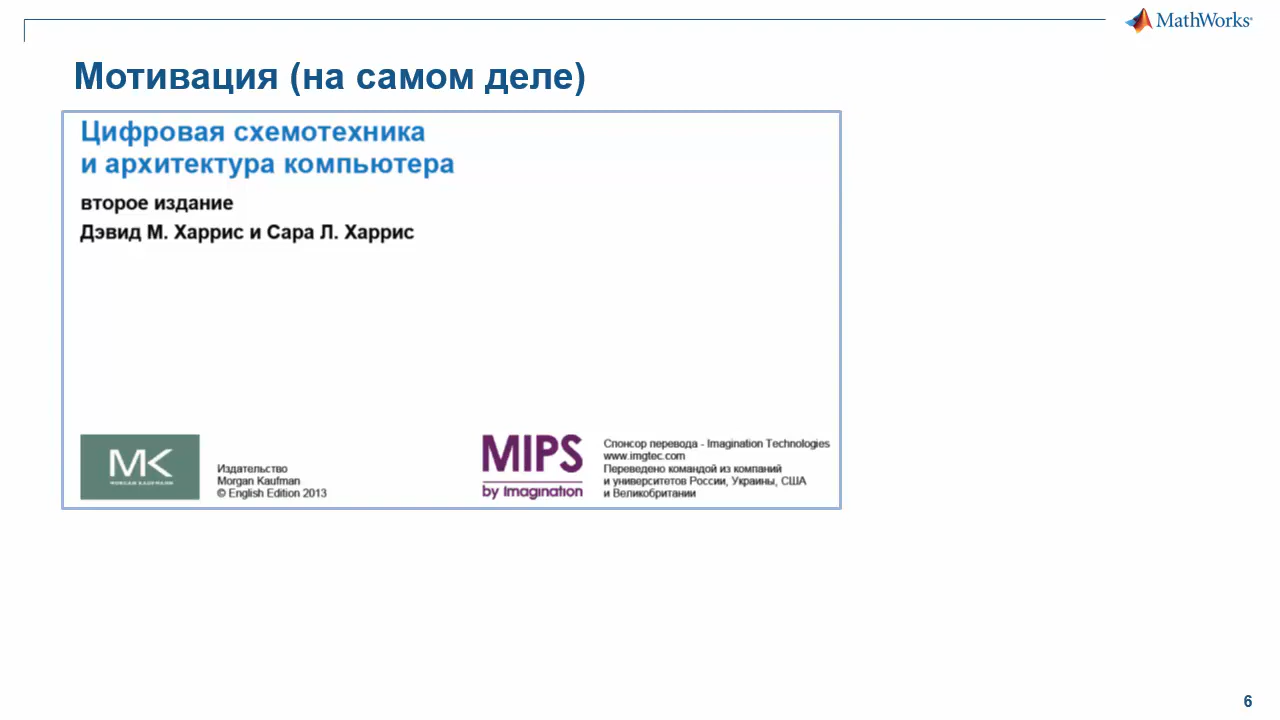 MathWorks®
Мотивация (на самом деле)
Цифровая схемотехника
и архитектура компьютера
второе издание
Дэвид М. Харрис и Сара Л. Харрис
MK
MORGAN KAUFMANN
Издательство
Morgan Kaufman
© English Edition 2013
MIPS
by Imagination
Спонсор перевода - Imagination Technologies
www.imgtec.com
Переведено командой из компаний
и университетов России, Украины, США
и Великобритании
6